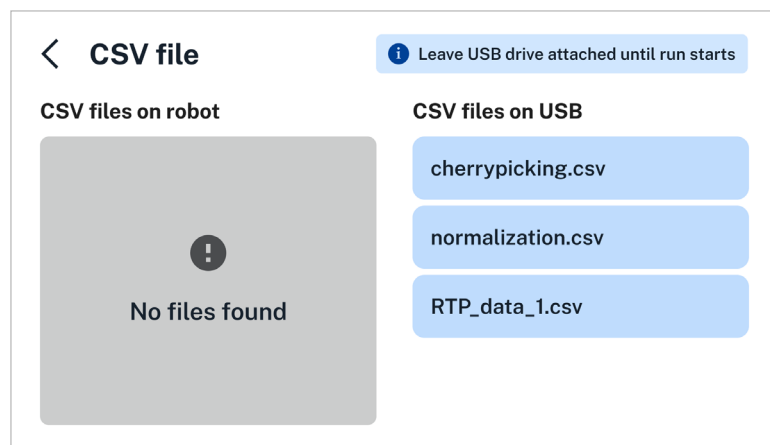 CSV file
Leave USB drive attached until run starts
CSV files on robot
No files found
CSV files on USB
cherrypicking.csv
normalization.csv
RTP_data_1.csv